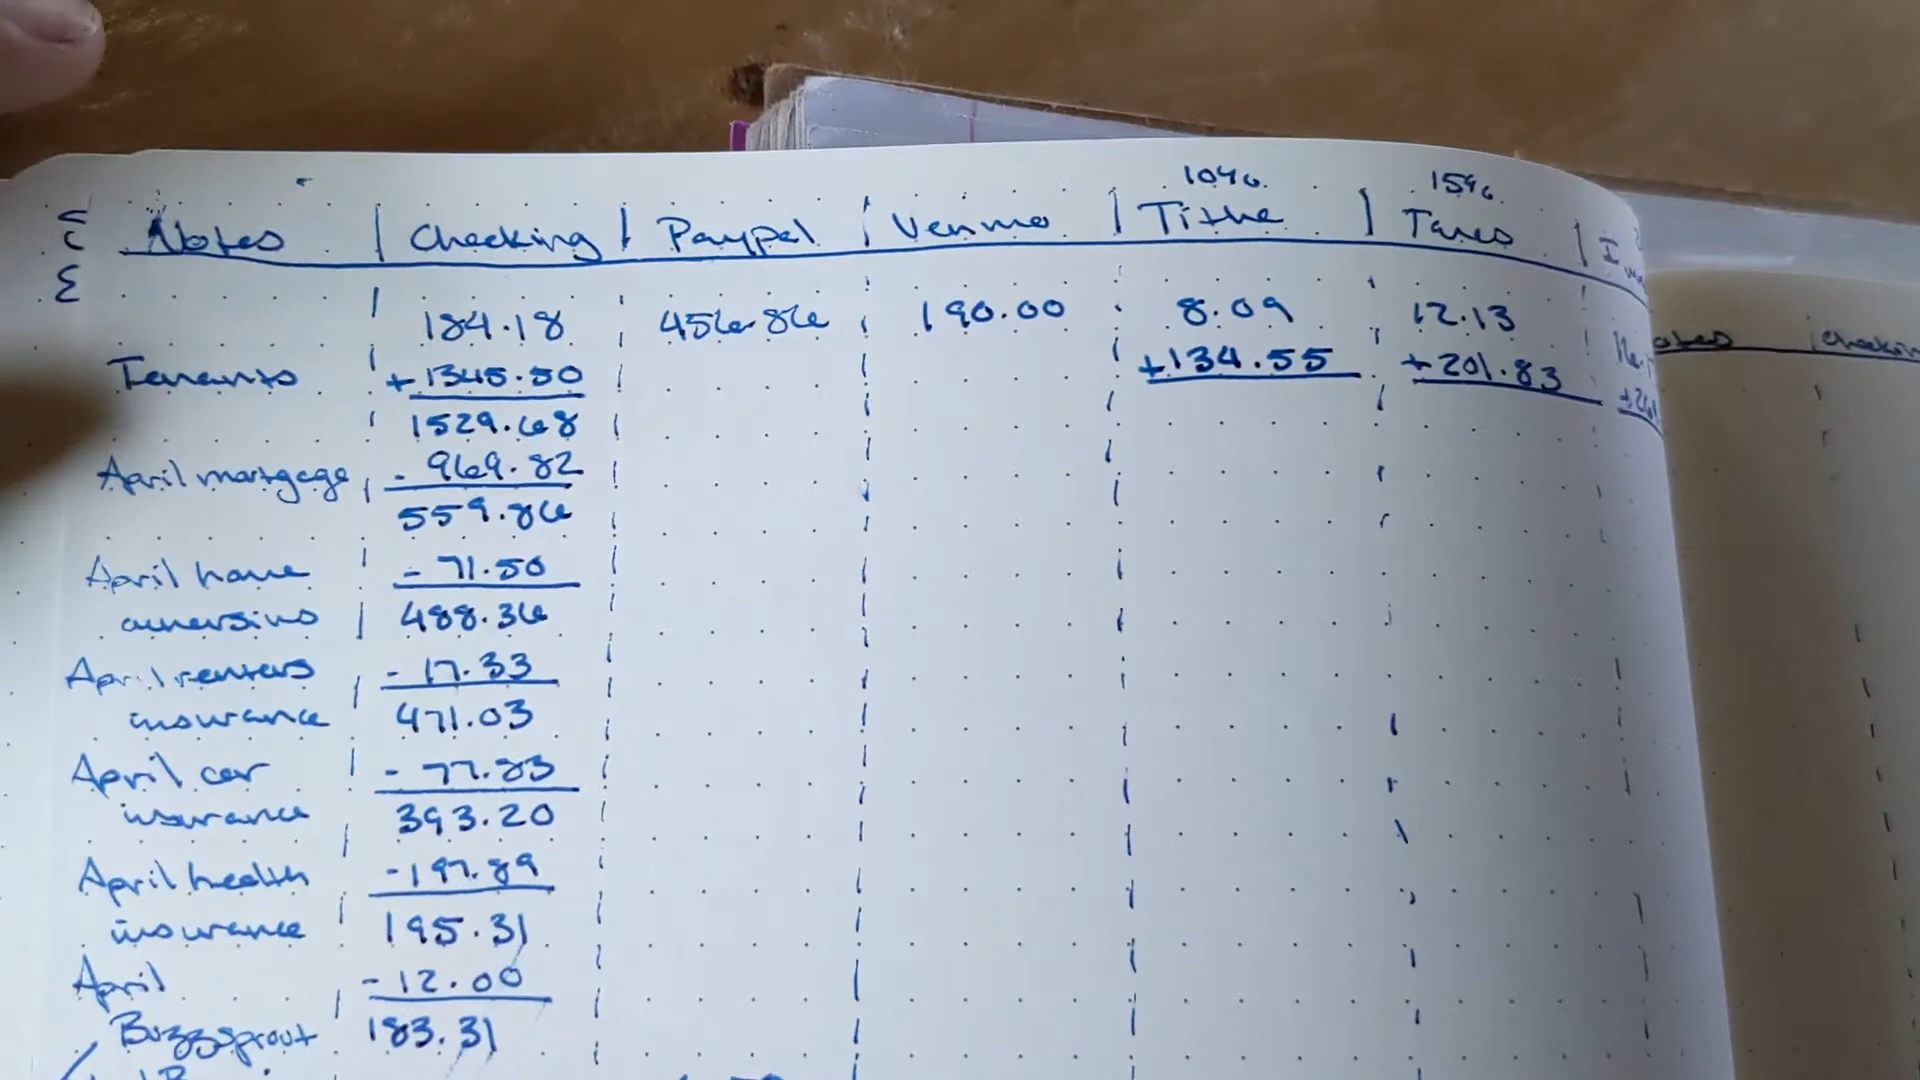 10% 15%
Notes | Checking | Paypal | Venmo | Tithe | Taxes |
184.18 456.86 190.00 8.09 12.13
Tenants +1345.50 +134.55 +201.83
1529.68
April mortgage - 969.82
559.86
April home - 71.50
owners ins 488.36
April renters - 17.33
insurance 471.03
April car - 77.83
insurance 393.20
April health - 197.89
insurance 195.31
April - 12.00
Buzzsprout 183.31